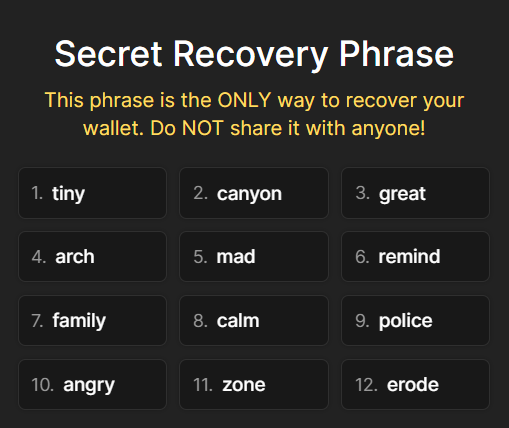 Secret Recovery Phrase
This phrase is the ONLY way to recover your
wallet. Do NOT share it with anyone!
1. tiny 2. canyon 3. great
4. arch 5. mad 6. remind
7. family 8. calm 9. police
10. angry 11. zone 12. erode